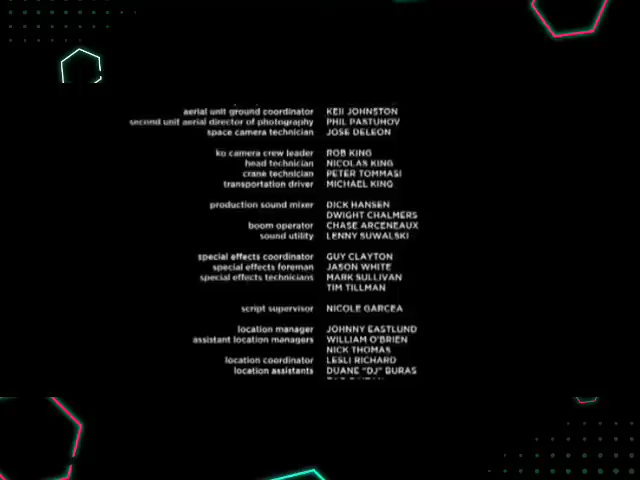 aerial unit ground coordinator KEII JOHNSTON
second unit aerial director of photography PHIL PASTUHOV
space camera technician JOSE DELEON
ko camera crew leader ROB KING
head technician NICOLAS KING
crane technician PETER TOMMASI
transportation driver MICHAEL KING
production sound mixer DICK HANSEN
DWIGHT CHALMERS
boom operator CHASE ARCENEAUX
sound utility LENNY SUWALSKI
special effects coordinator GUY CLAYTON
special effects foreman JASON WHITE
special effects technicians MARK SULLIVAN
TIM TILLMAN
script supervisor NICOLE GARCEA
location manager JOHNNY EASTLUND
assistant location managers WILLIAM O'BRIEN
NICK THOMAS
location coordinator LESLI RICHARD
location assistants DUANE "DJ" BURAS